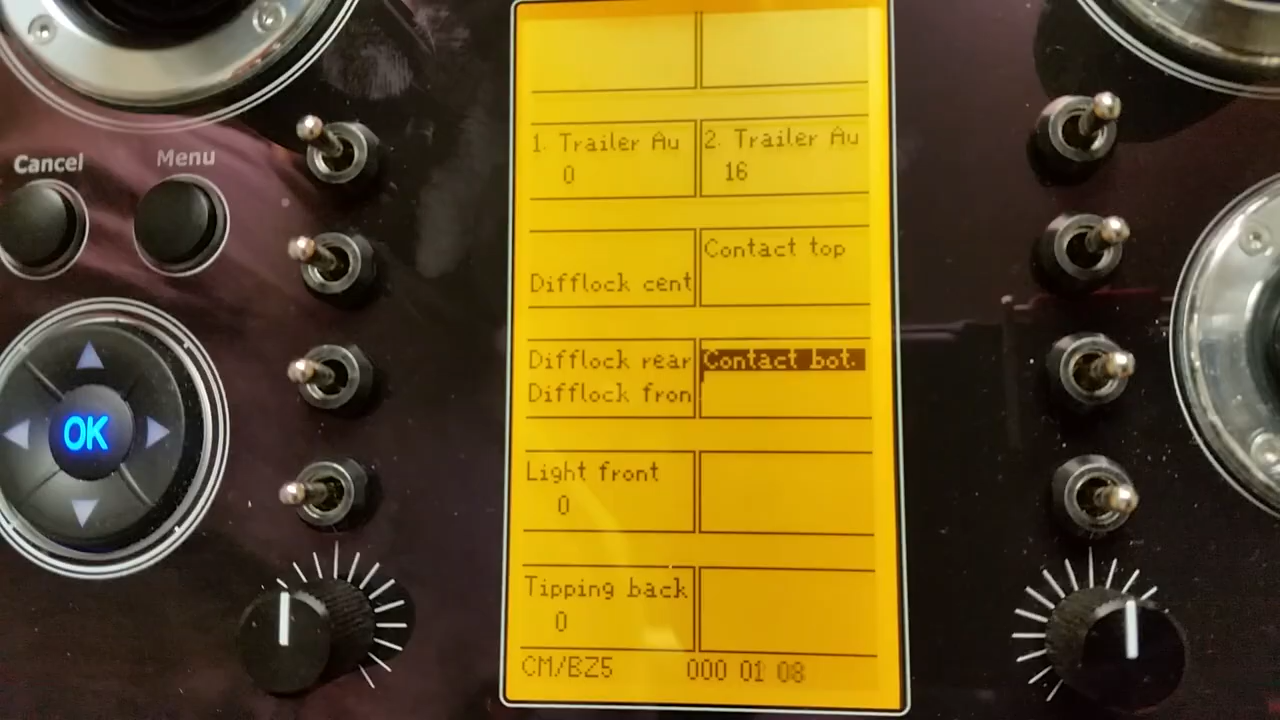 Cancel
Menu
OK
1. Trailer Au
0
2. Trailer Au
16
Difflock cent
Contact top
Difflock rear
Difflock fron
Contact bot.
Light front
0
Tipping back
0
CM/BZ5
000 01 08